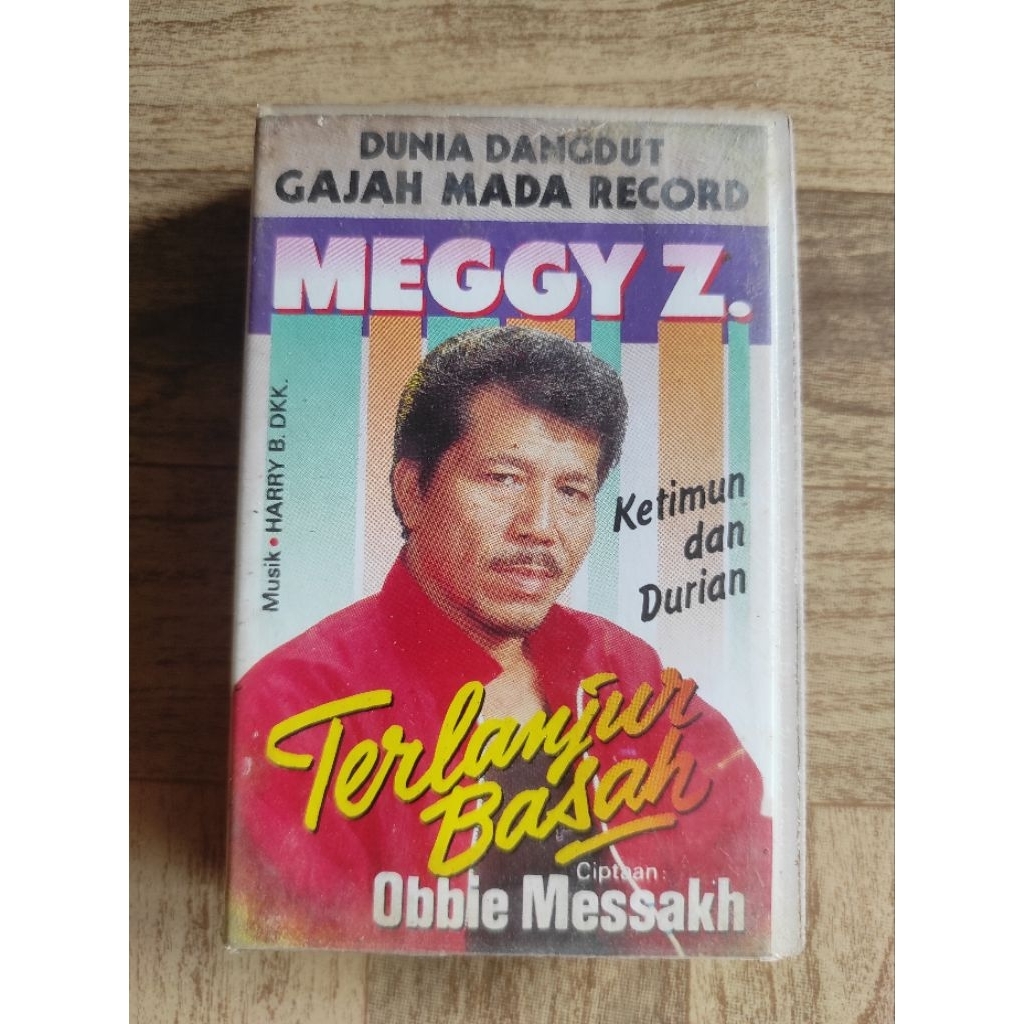 DUNIA DANGDUT
GAJAH MADA RECORD
MEGGY Z.
Musik • HARRY B. DKK.
Ketimun
dan
Durian
Terlanjur
Basah
Ciptaan :
Obbie Messakh